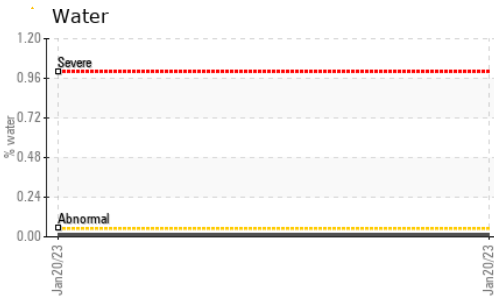 Water
1.20
Severe
0.96
0.72
% water
0.48
0.24
Abnormal
0.00
Jan20/23
Jan20/23